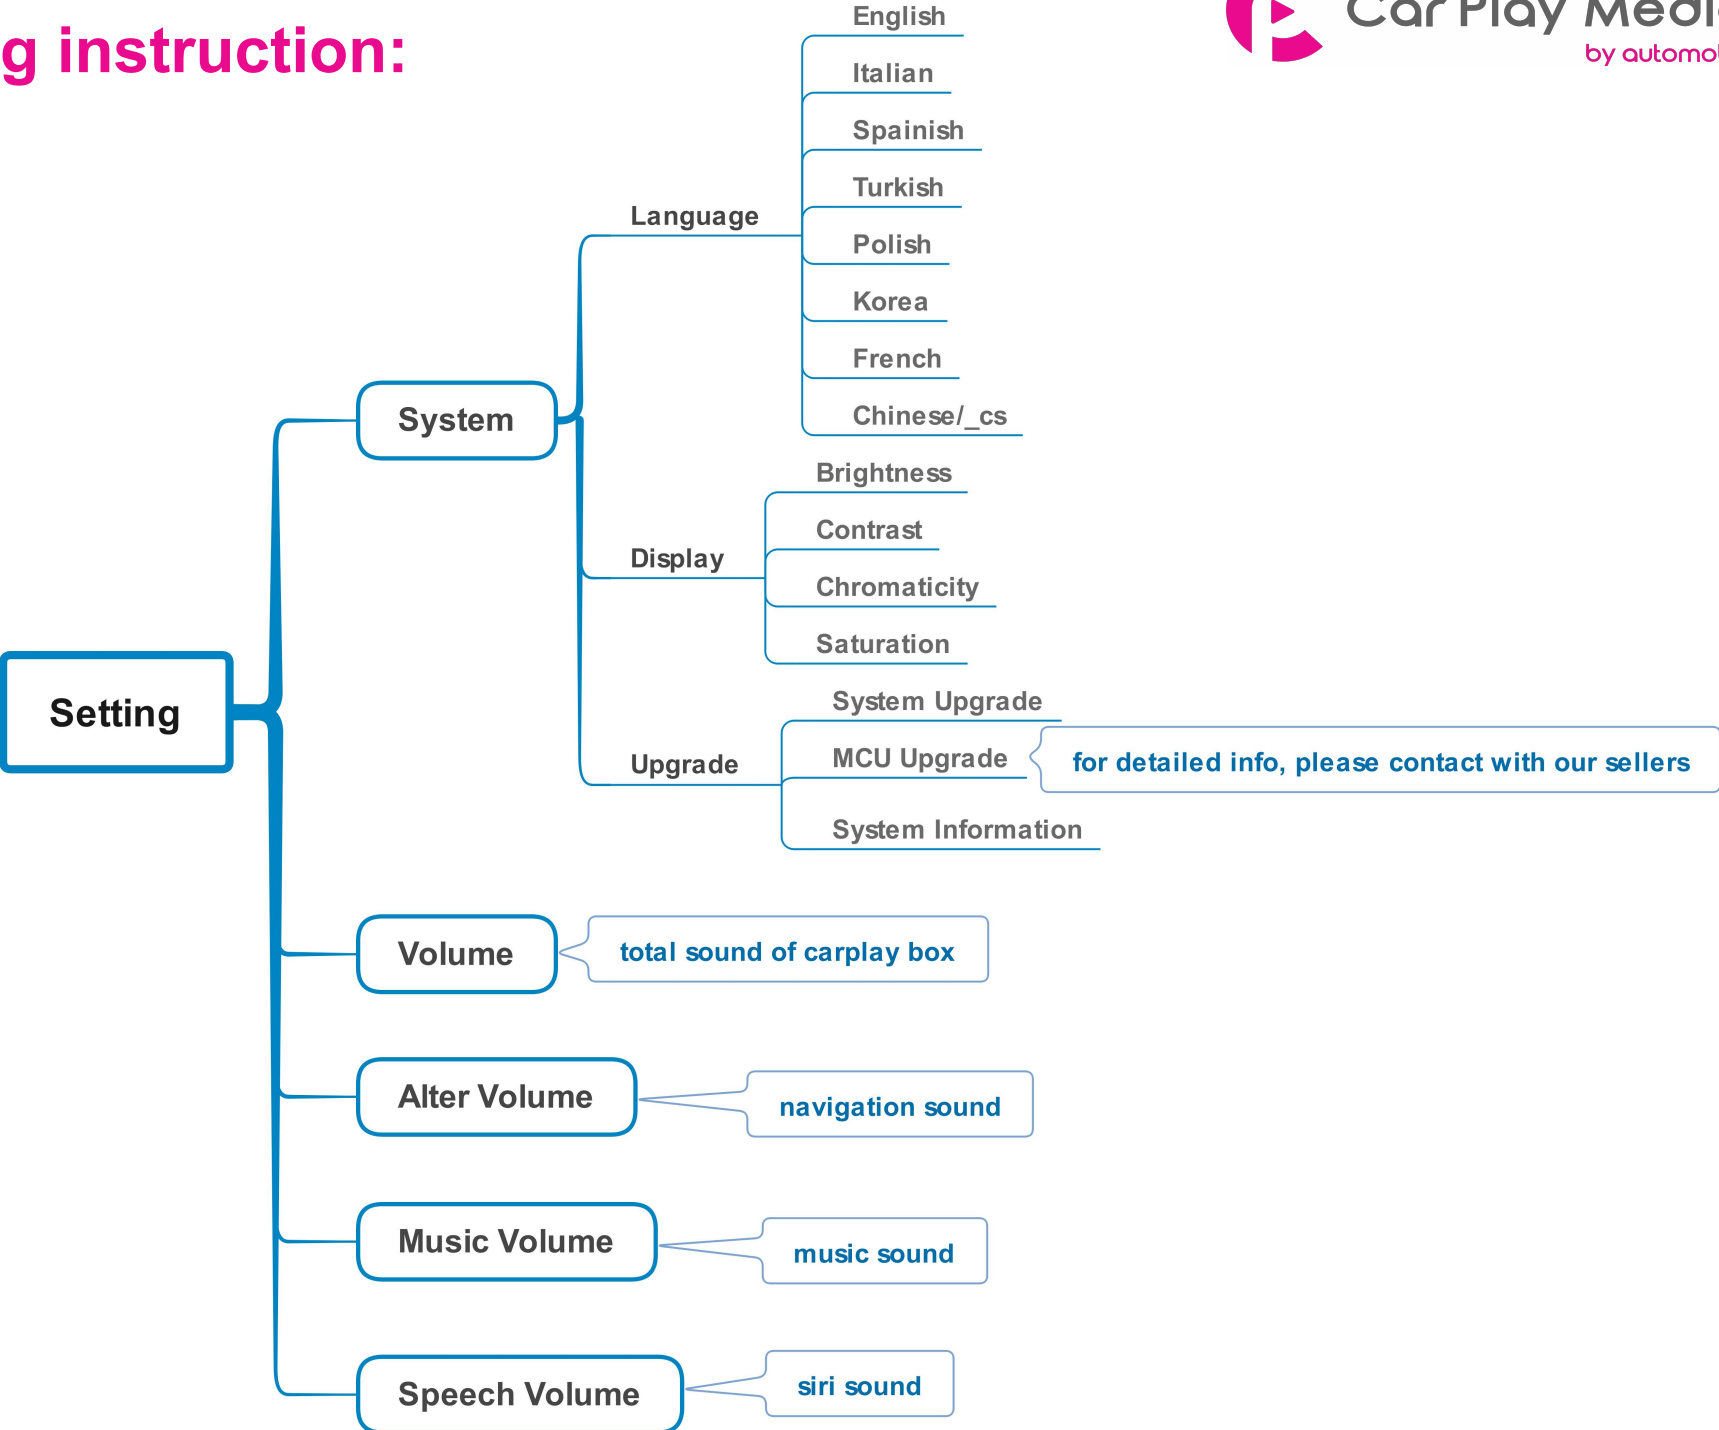 g instruction:
Car Play Medi
by automo
English
Italian
Spainish
Turkish
Language
Polish
Korea
French
Chinese/_cs
System
Brightness
Contrast
Display
Chromaticity
Saturation
System Upgrade
Setting
MCU Upgrade
for detailed info, please contact with our sellers
Upgrade
System Information
Volume
total sound of carplay box
Alter Volume
navigation sound
Music Volume
music sound
Speech Volume
siri sound